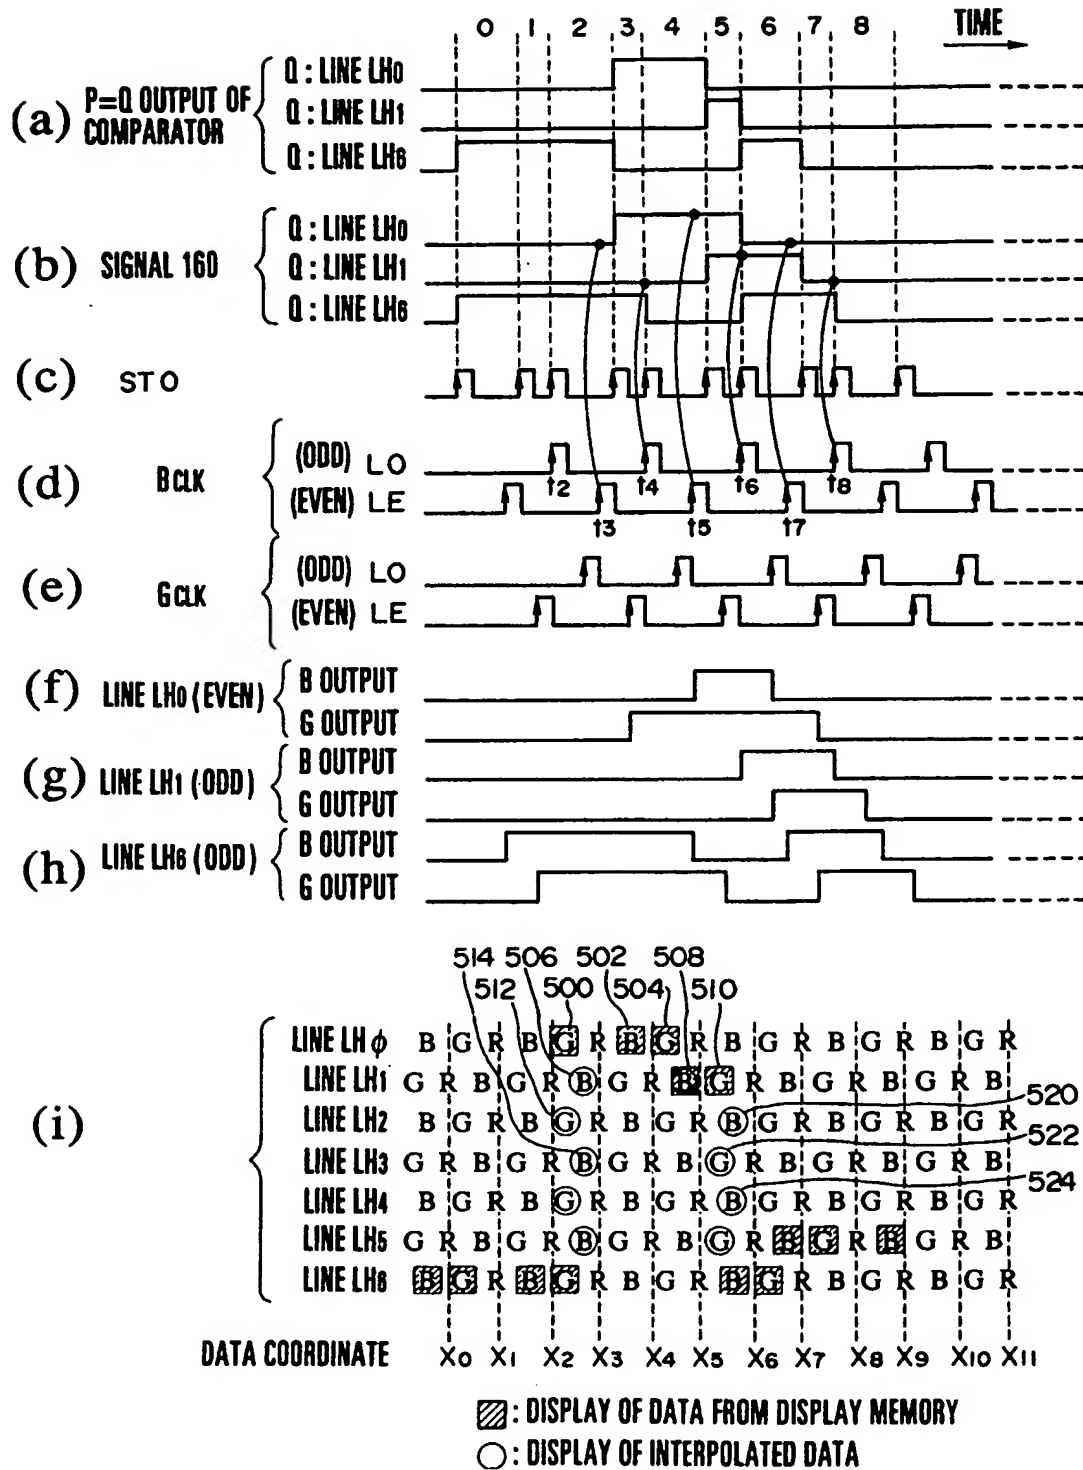 0 1 2 3 4 5 6 7 8 TIME
(a) P=Q OUTPUT OF COMPARATOR
Q : LINE LH0
Q : LINE LH1
Q : LINE LH6
(b) SIGNAL 160
Q : LINE LH0
Q : LINE LH1
Q : LINE LH6
(c) STO
(d) BCLK
(ODD) LO
t2 t4 t6 t8
(EVEN) LE
t3 t5 t7
(e) GCLK
(ODD) LO
(EVEN) LE
(f) LINE LH0 (EVEN)
B OUTPUT
G OUTPUT
(g) LINE LH1 (ODD)
B OUTPUT
G OUTPUT
(h) LINE LH6 (ODD)
B OUTPUT
G OUTPUT
514 506 502 508
512 500 504 510
(i)
LINE LH φ B G R B G R B G R B G R B G R B G R
LINE LH1 G R B G R B G R B G R B G R B G R B
LINE LH2 B G R B G R B G R B G R B G R B G R 520
LINE LH3 G R B G R B G R B G R B G R B G R B 522
LINE LH4 B G R B G R B G R B G R B G R B G R 524
LINE LH5 G R B G R B G R B G R B G R B G R B
LINE LH6 B G R B G R B G R B G R B G R B G R
DATA COORDINATE X0 X1 X2 X3 X4 X5 X6 X7 X8 X9 X10 X11
: DISPLAY OF DATA FROM DISPLAY MEMORY
: DISPLAY OF INTERPOLATED DATA